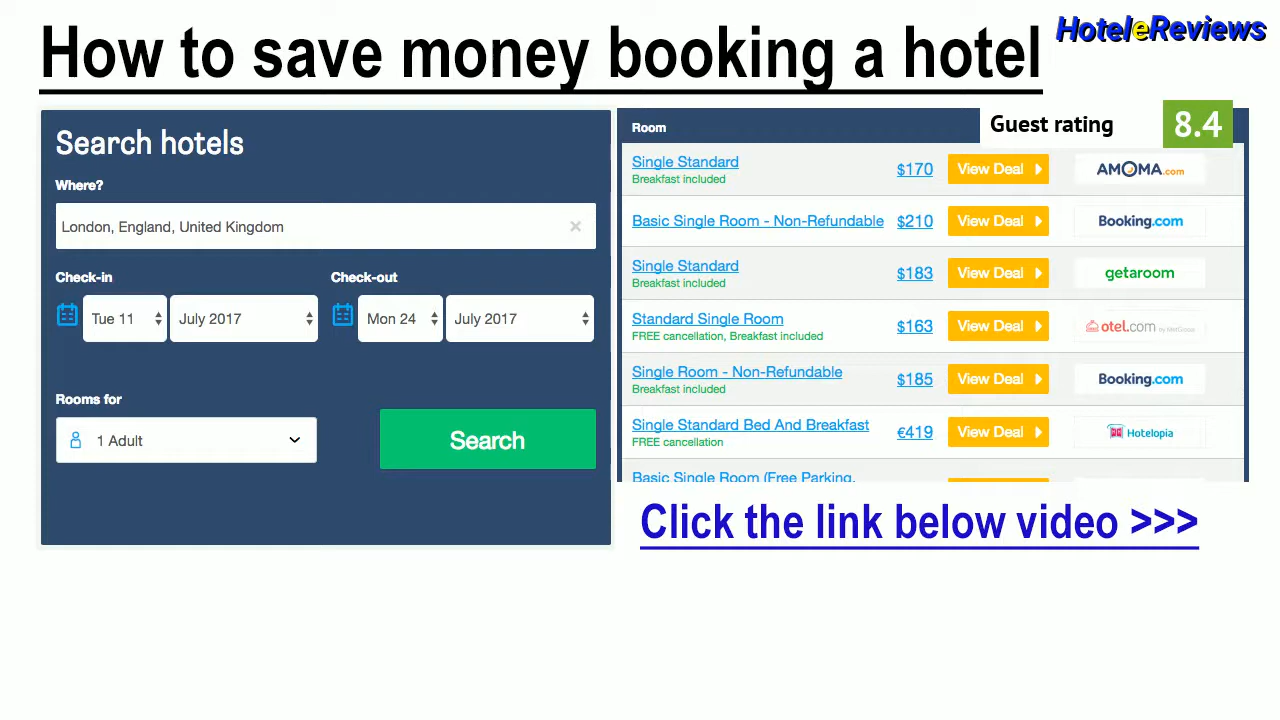 How to save money booking a hotel
HoteleReviews
Search hotels
Where?
London, England, United Kingdom
Check-in
Check-out
Tue 11
July 2017
Mon 24
July 2017
Rooms for
1 Adult
Search
Room
Guest rating
8.4
Single Standard
Breakfast included
$170
View Deal
AMOMA.com
Basic Single Room - Non-Refundable
$210
View Deal
Booking.com
Single Standard
Breakfast included
$183
View Deal
getaroom
Standard Single Room
FREE cancellation, Breakfast included
$163
View Deal
otel.com
Single Room - Non-Refundable
Breakfast included
$185
View Deal
Booking.com
Single Standard Bed And Breakfast
FREE cancellation
€419
View Deal
Hotelopia
Basic Single Room (Free Parking,
Click the link below video >>>